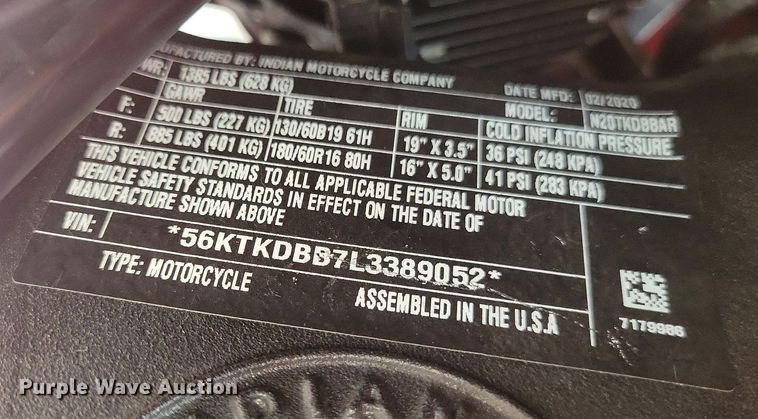 MANUFACTURED BY: INDIAN MOTORCYCLE COMPANY DATE MFD: 02/2020
1385 LBS (628 KG) MODEL: N20TKDBBAR
GAWR TIRE RIM COLD INFLATION PRESSURE
F: 500 LBS (227 KG) 130/60B19 61H 19" X 3.5" 36 PSI (248 KPA)
R: 885 LBS (401 KG) 180/60R16 80H 16" X 5.0" 41 PSI (283 KPA)
THIS VEHICLE CONFORMS TO ALL APPLICABLE FEDERAL MOTOR
VEHICLE SAFETY STANDARDS IN EFFECT ON THE DATE OF
MANUFACTURE SHOWN ABOVE
VIN: *56KTKDBB7L3389052*
TYPE: MOTORCYCLE ASSEMBLED IN THE U.S.A
7179986
Purple Wave Auction